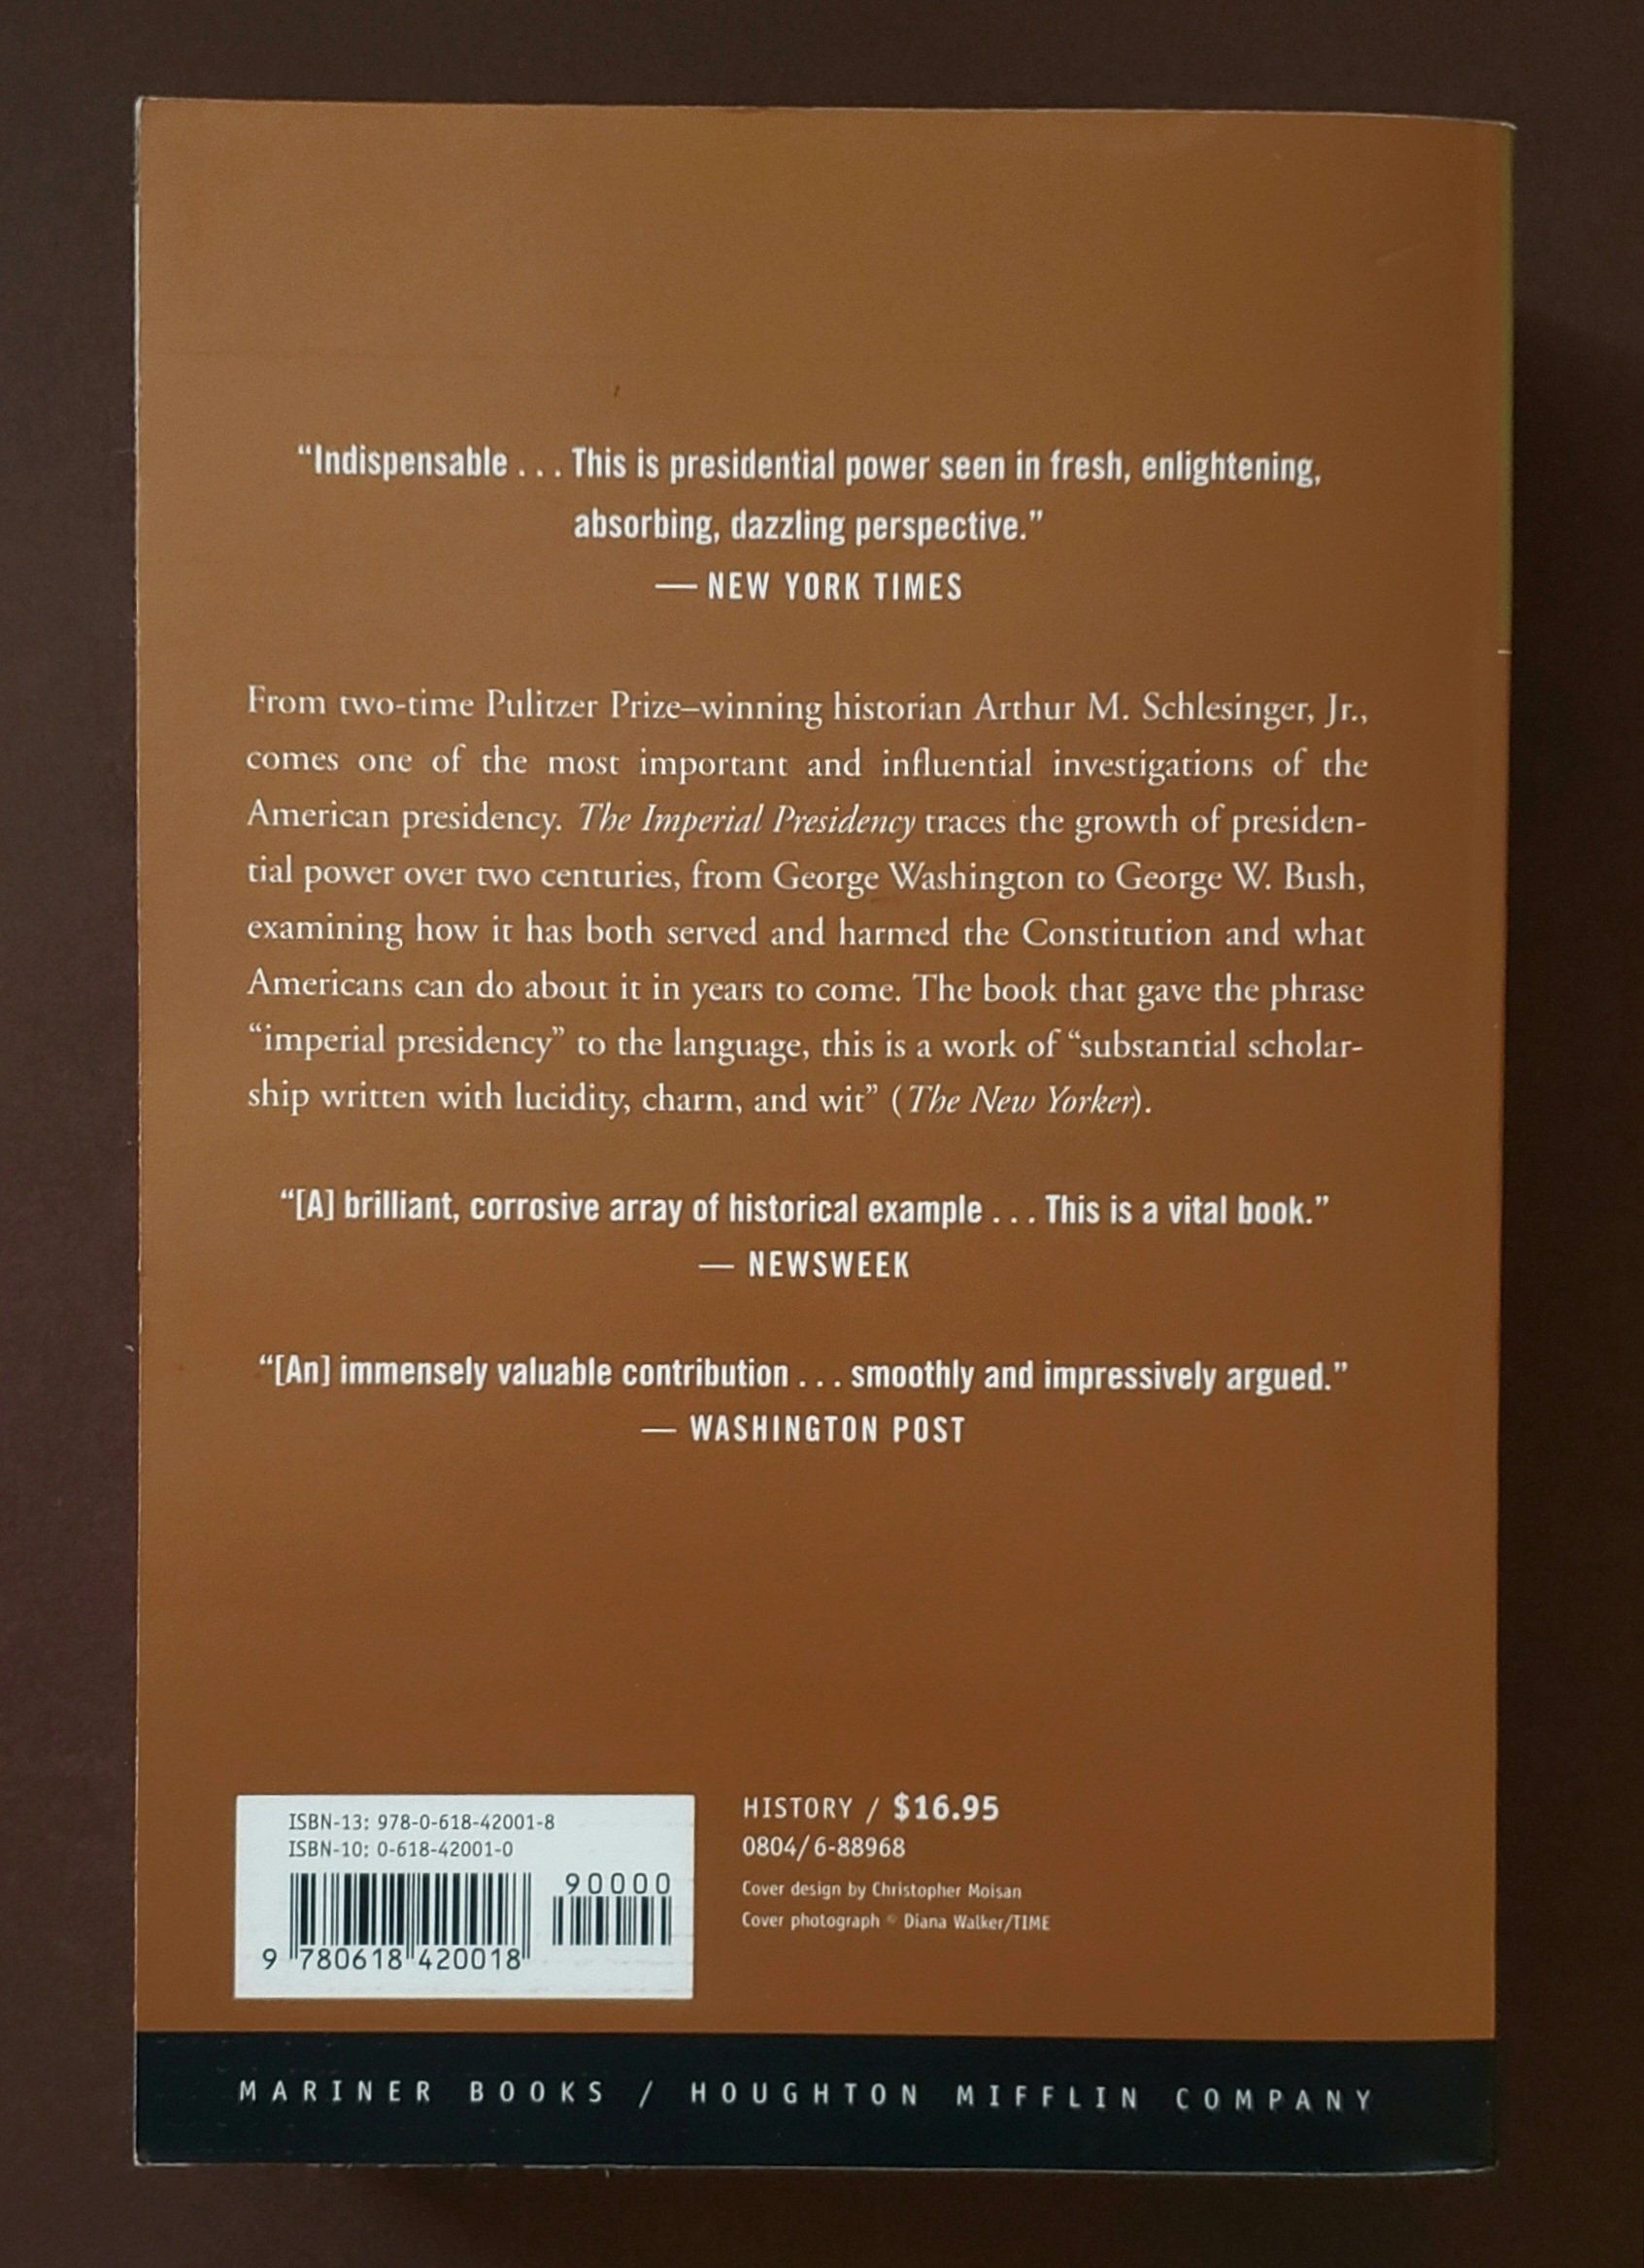 “Indispensable . . . This is presidential power seen in fresh, enlightening,
absorbing, dazzling perspective.”
— NEW YORK TIMES
From two-time Pulitzer Prize–winning historian Arthur M. Schlesinger, Jr.,
comes one of the most important and influential investigations of the
American presidency. The Imperial Presidency traces the growth of presiden-
tial power over two centuries, from George Washington to George W. Bush,
examining how it has both served and harmed the Constitution and what
Americans can do about it in years to come. The book that gave the phrase
“imperial presidency” to the language, this is a work of “substantial scholar-
ship written with lucidity, charm, and wit” (The New Yorker).
“[A] brilliant, corrosive array of historical example . . . This is a vital book.”
— NEWSWEEK
“[An] immensely valuable contribution . . . smoothly and impressively argued.”
— WASHINGTON POST
ISBN-13: 978-0-618-42001-8
ISBN-10: 0-618-42001-0
90000
9 780618 420018
HISTORY / $16.95
0804/6-88968
Cover design by Christopher Moisan
Cover photograph © Diana Walker/TIME
MARINER BOOKS / HOUGHTON MIFFLIN COMPANY